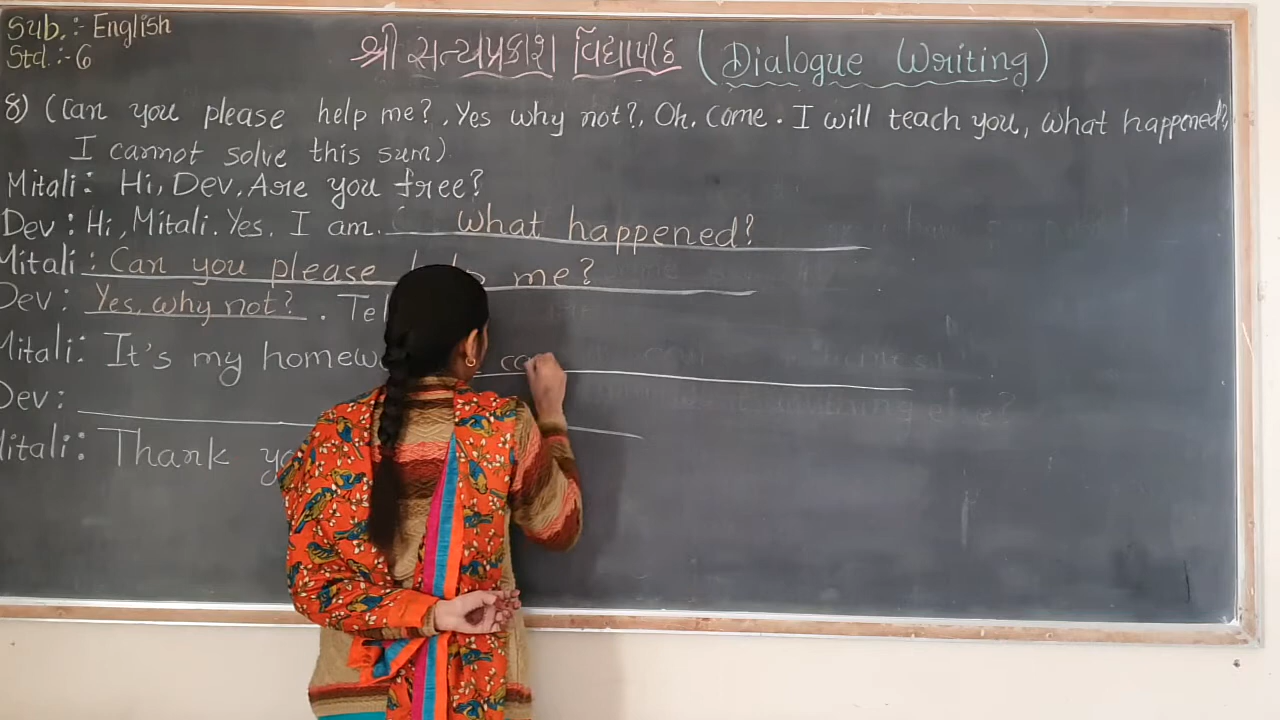 Sub. :- English
Std. :- 6
શ્રી સત્યપ્રકાશ વિદ્યાપીઠ (Dialogue Writing)
8) (Can you please help me?, Yes why not?, Oh, Come. I will teach you, what happened?,
I cannot solve this sum)
Mitali: Hi, Dev, Are you free?
Dev: Hi, Mitali. Yes, I am. What happened?
Mitali: Can you please me?
Dev: Yes, why not?. Tel
Mitali: It's my homew
Dev:
Mitali: Thank